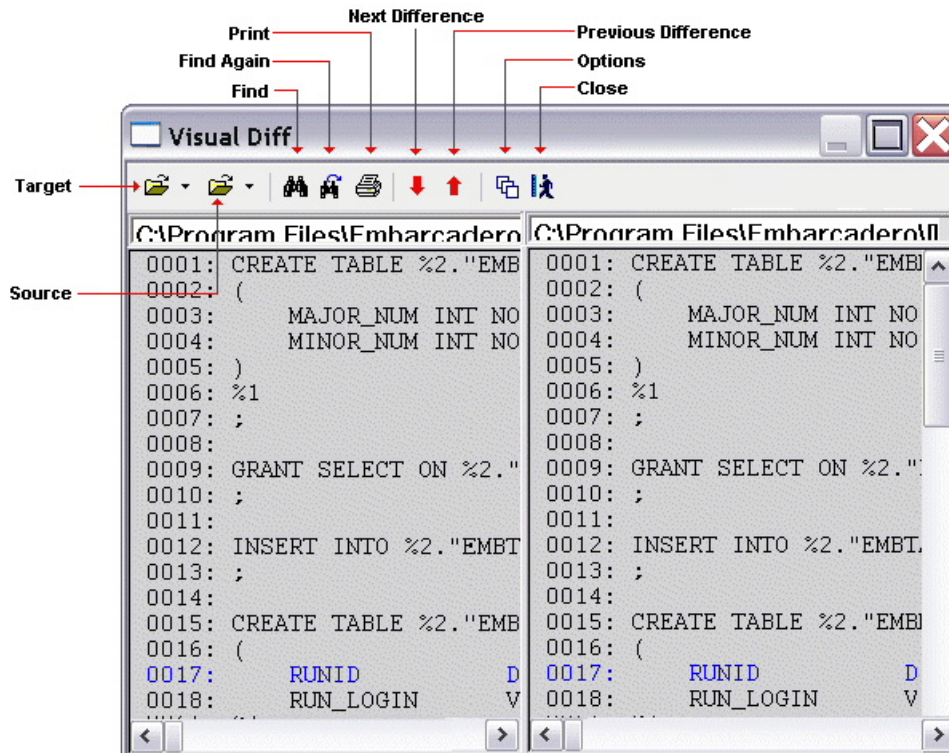 Next Difference
Print
Previous Difference
Find Again
Options
Find
Close
Visual Diff
Target
Source
C:\Program Files\Embarcadero
0001: CREATE TABLE %2."EMB
0002: (
0003: MAJOR_NUM INT NO
0004: MINOR_NUM INT NO
0005: )
0006: %1
0007: ;
0008:
0009: GRANT SELECT ON %2."
0010: ;
0011:
0012: INSERT INTO %2."EMBT
0013: ;
0014:
0015: CREATE TABLE %2."EMB
0016: (
0017: RUNID D
0018: RUN_LOGIN V
C:\Program Files\Embarcadero\
0001: CREATE TABLE %2."EMB
0002: (
0003: MAJOR_NUM INT NO
0004: MINOR_NUM INT NO
0005: )
0006: %1
0007: ;
0008:
0009: GRANT SELECT ON %2."
0010: ;
0011:
0012: INSERT INTO %2."EMBT
0013: ;
0014:
0015: CREATE TABLE %2."EMB
0016: (
0017: RUNID D
0018: RUN_LOGIN V